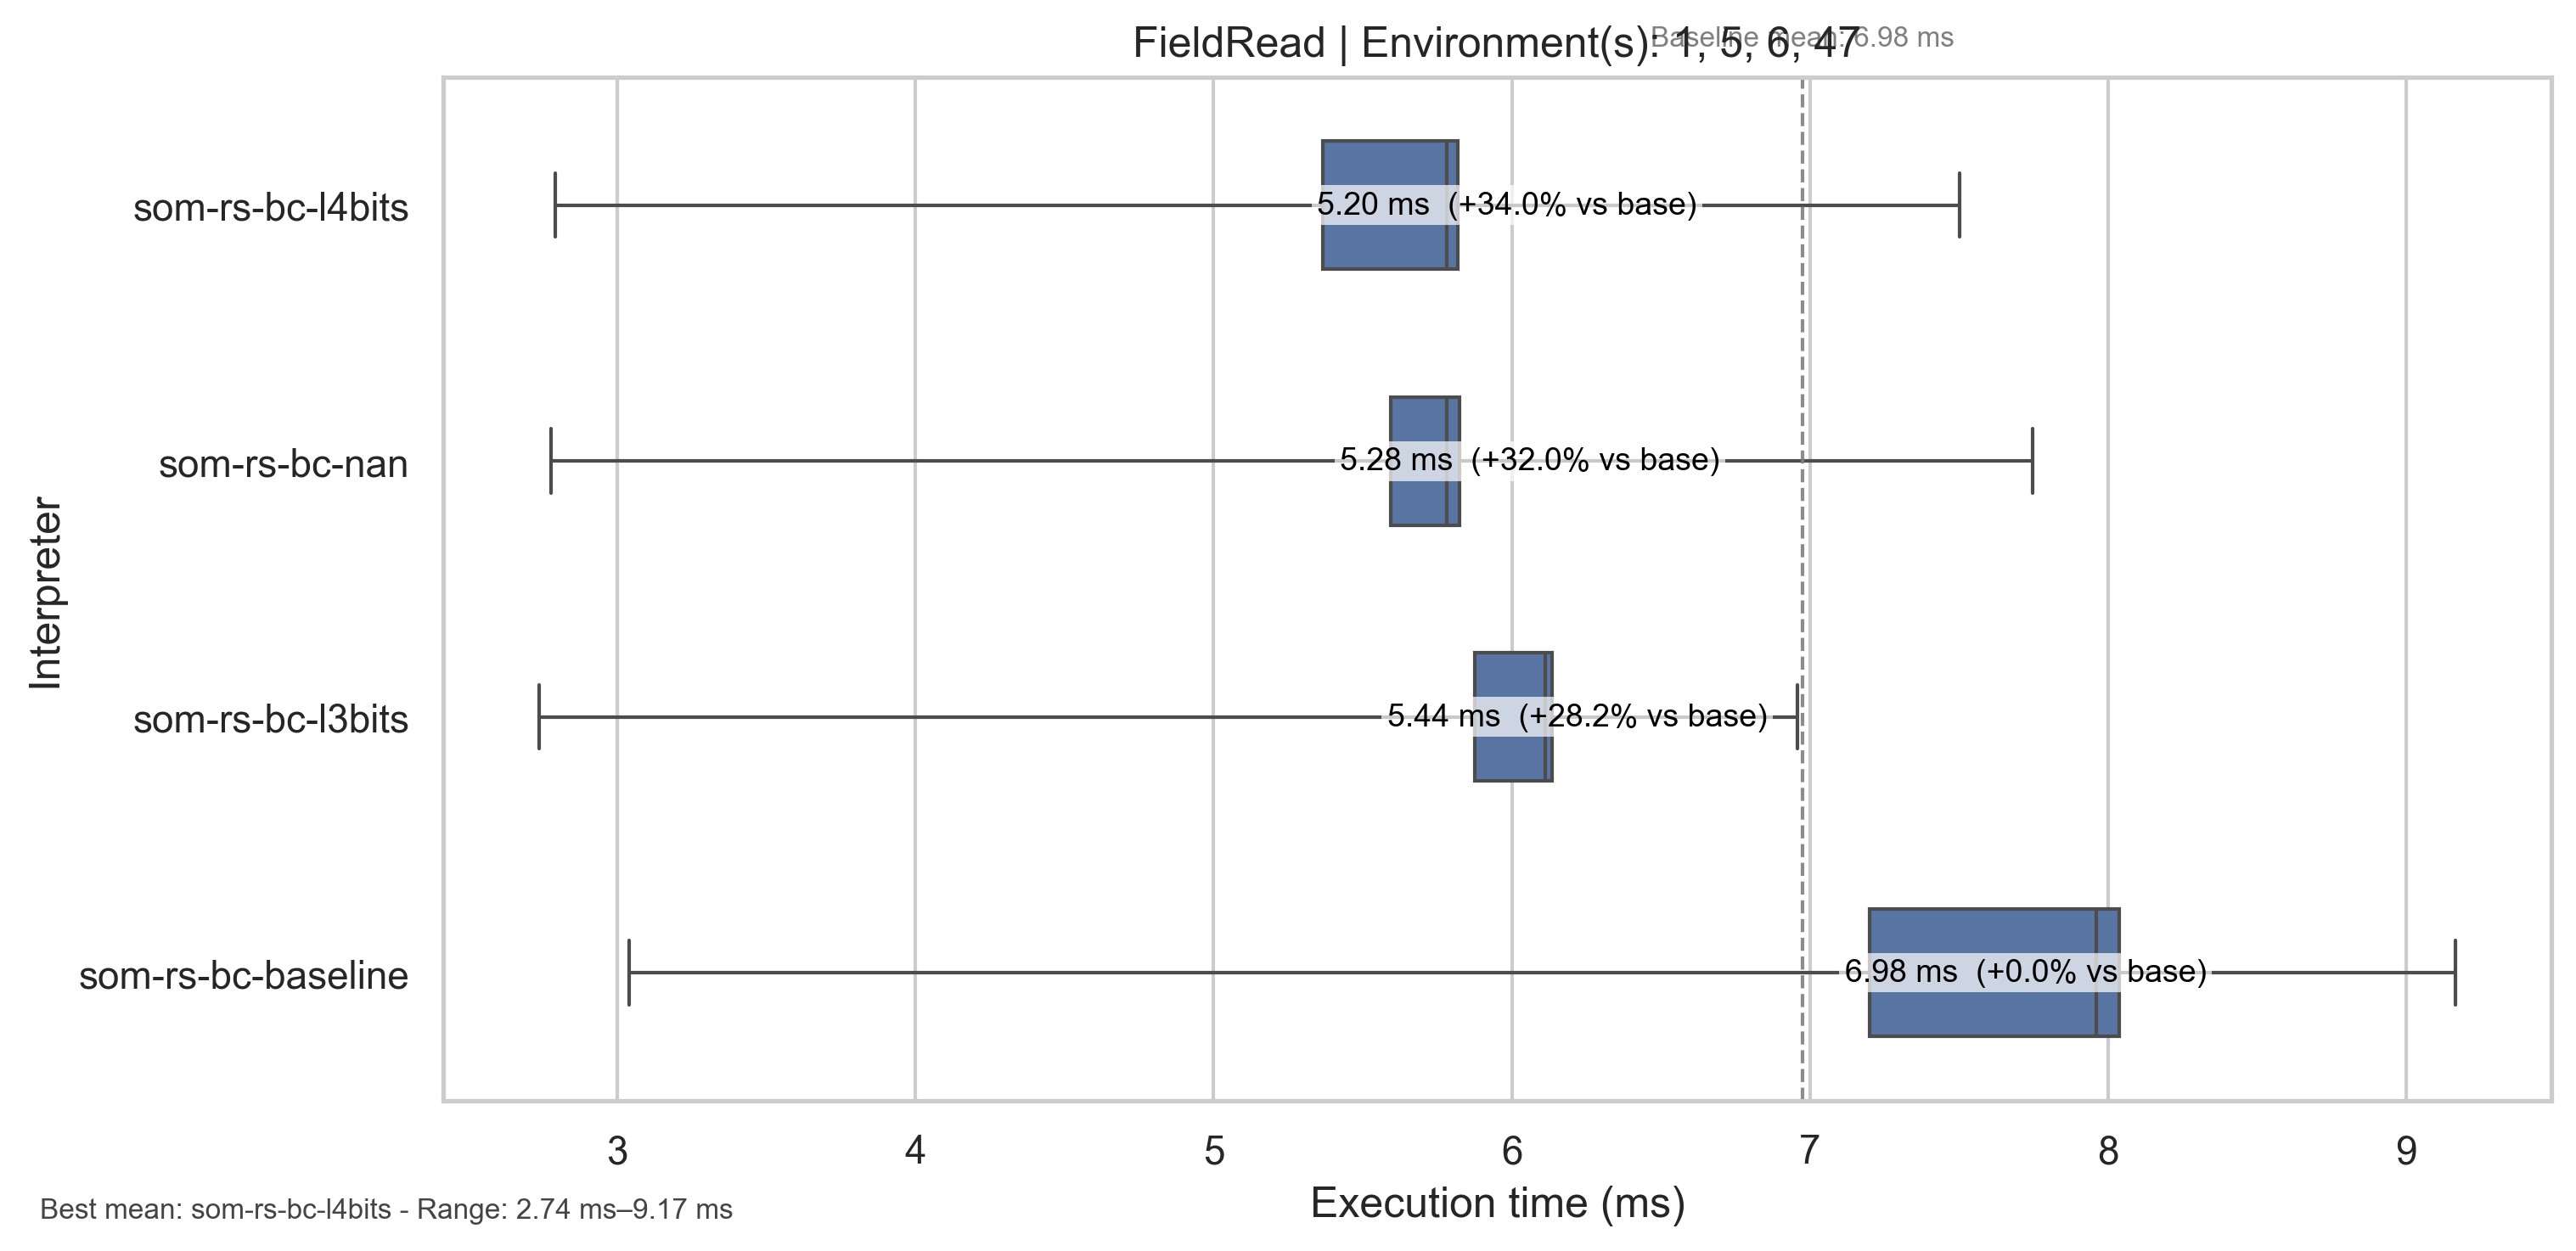 FieldRead | Environment(s): 1, 5, 6, 47
Baseline mean: 6.98 ms
Interpreter
som-rs-bc-l4bits
5.20 ms (+34.0% vs base)
som-rs-bc-nan
5.28 ms (+32.0% vs base)
som-rs-bc-l3bits
5.44 ms (+28.2% vs base)
som-rs-bc-baseline
6.98 ms (+0.0% vs base)
3 4 5 6 7 8 9
Execution time (ms)
Best mean: som-rs-bc-l4bits - Range: 2.74 ms–9.17 ms